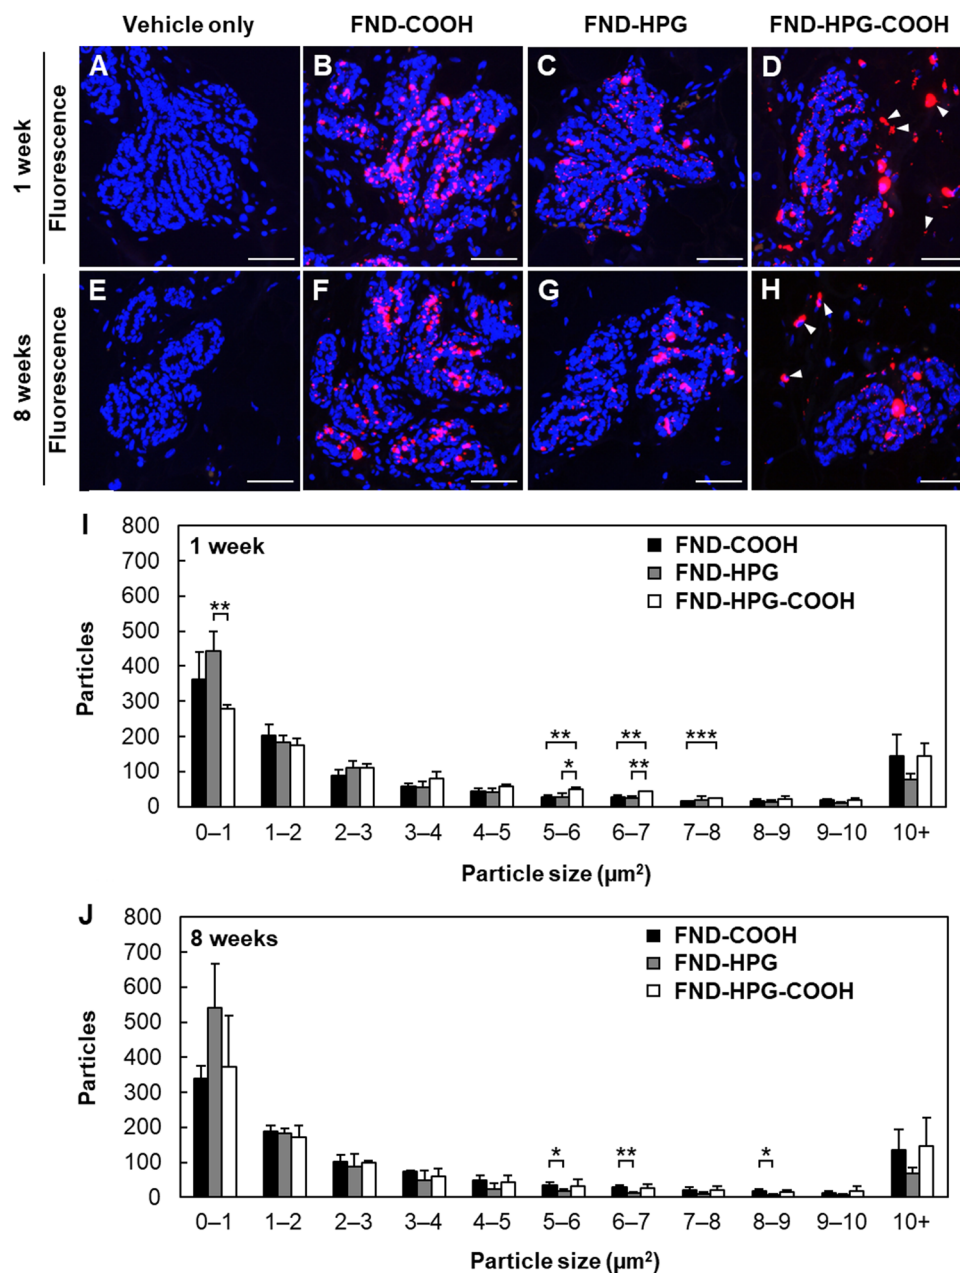 Vehicle only FND-COOH FND-HPG FND-HPG-COOH
1 week
Fluorescence
A B C D
8 weeks
Fluorescence
E F G H
I
1 week
FND-COOH
FND-HPG
FND-HPG-COOH
Particles
800
700
600
500
400
300
200
100
0
**
** ** ***
* **
0–1 1–2 2–3 3–4 4–5 5–6 6–7 7–8 8–9 9–10 10+
Particle size (µm²)
J
8 weeks
FND-COOH
FND-HPG
FND-HPG-COOH
Particles
800
700
600
500
400
300
200
100
0
* ** *
0–1 1–2 2–3 3–4 4–5 5–6 6–7 7–8 8–9 9–10 10+
Particle size (µm²)